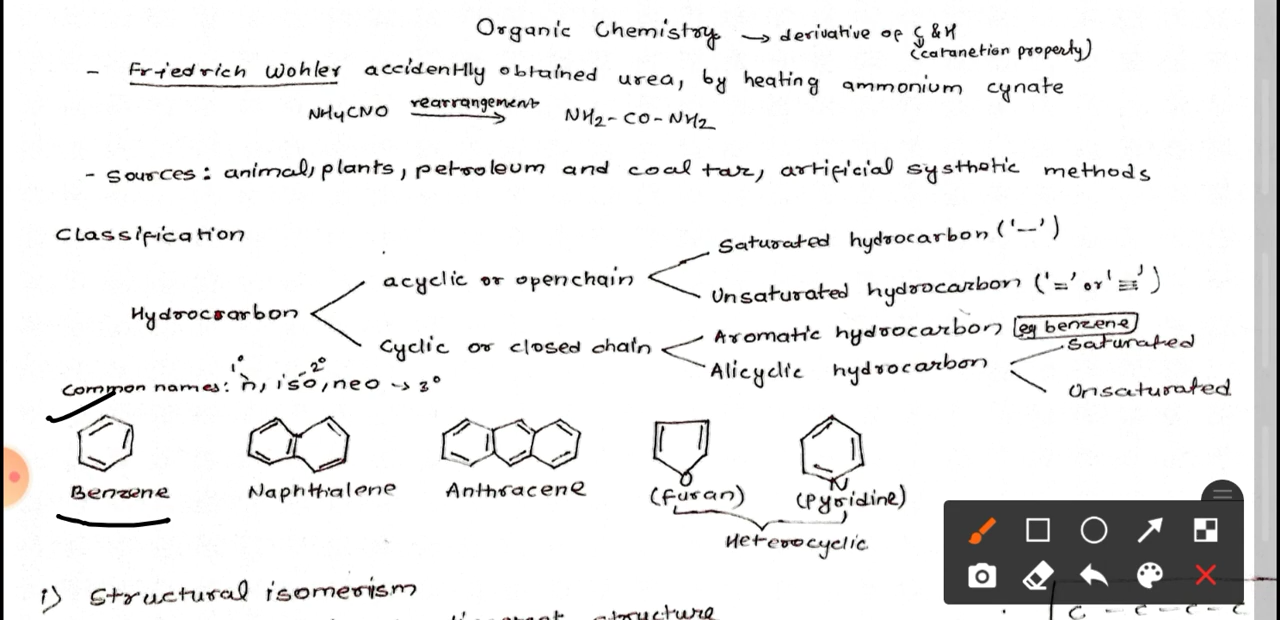 Organic Chemistry → derivative of C & H
(catanetion property)
- Friedrich Wohler accidentlly obtained urea, by heating ammonium cynate
NH4CNO rearrangement NH2-CO-NH2
- sources: animal, plants, petroleum and coal tar, artificial systhetic methods
classification
Saturated hydrocarbon ('—')
acyclic or openchain
Unsaturated hydrocarbon ('=' or '≡')
Hydrocrarbon
Aromatic hydrocarbon eg benzene
Cyclic or closed chain
Saturated
Alicyclic hydrocarbon
Unsaturated
1° -2°
common names: n, iso, neo → 3°
O N
Benzene Naphthalene Anthracene (furan) (Pyridine)
Heterocyclic
i) Structural isomerism
structure
C - C - C - C